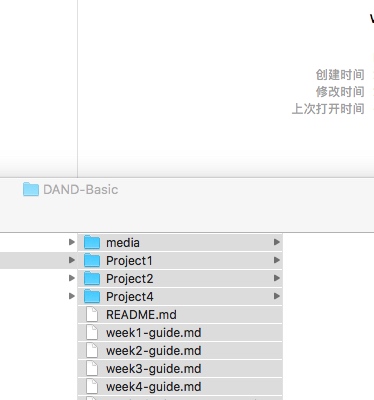 创建时间
修改时间
上次打开时间
DAND-Basic
media
Project1
Project2
Project4
README.md
week1-guide.md
week2-guide.md
week3-guide.md
week4-guide.md